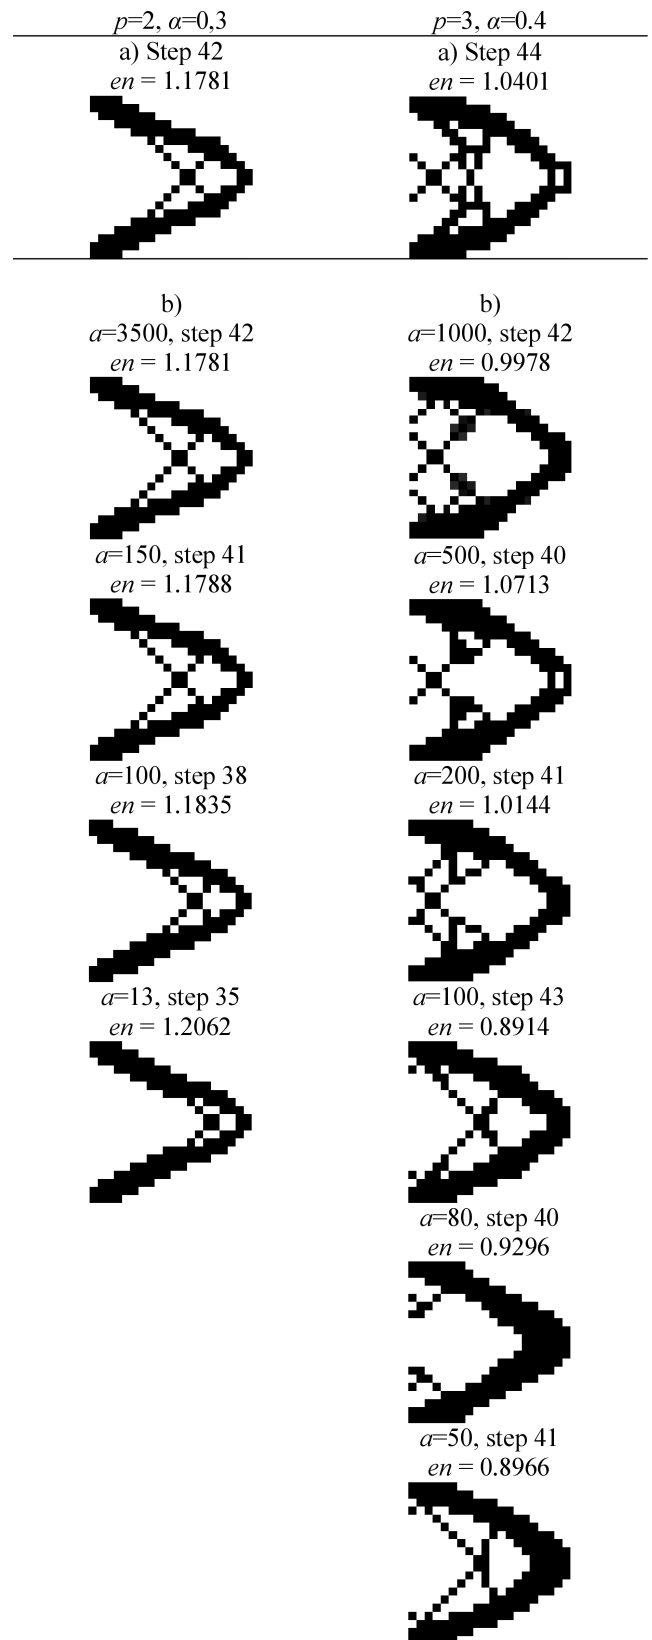 p=2, α=0,3
a) Step 42
en = 1.1781
b)
a=3500, step 42
en = 1.1781
a=150, step 41
en = 1.1788
a=100, step 38
en = 1.1835
a=13, step 35
en = 1.2062
p=3, α=0.4
a) Step 44
en = 1.0401
b)
a=1000, step 42
en = 0.9978
a=500, step 40
en = 1.0713
a=200, step 41
en = 1.0144
a=100, step 43
en = 0.8914
a=80, step 40
en = 0.9296
a=50, step 41
en = 0.8966